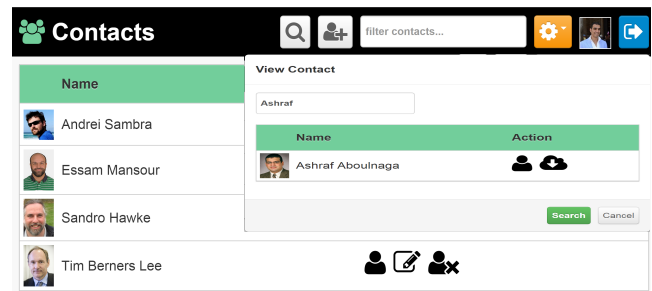 Contacts
filter contacts...
Name
Andrei Sambra
Essam Mansour
Sandro Hawke
Tim Berners Lee
View Contact
Ashraf
Name Action
Ashraf Aboulnaga
Search Cancel